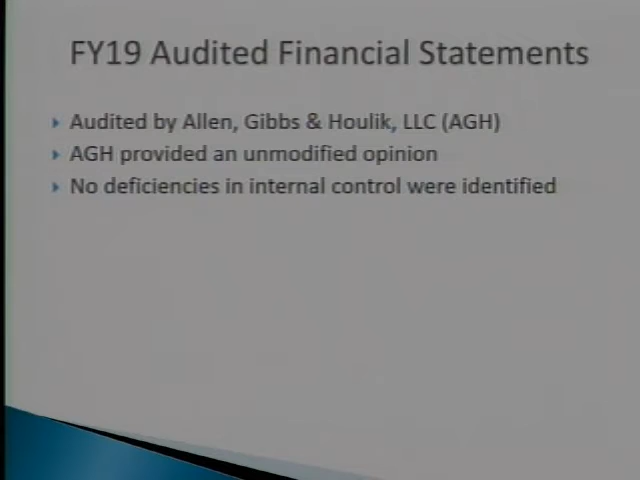 FY19 Audited Financial Statements
Audited by Allen, Gibbs & Houlik, LLC (AGH)
AGH provided an unmodified opinion
No deficiencies in internal control were identified